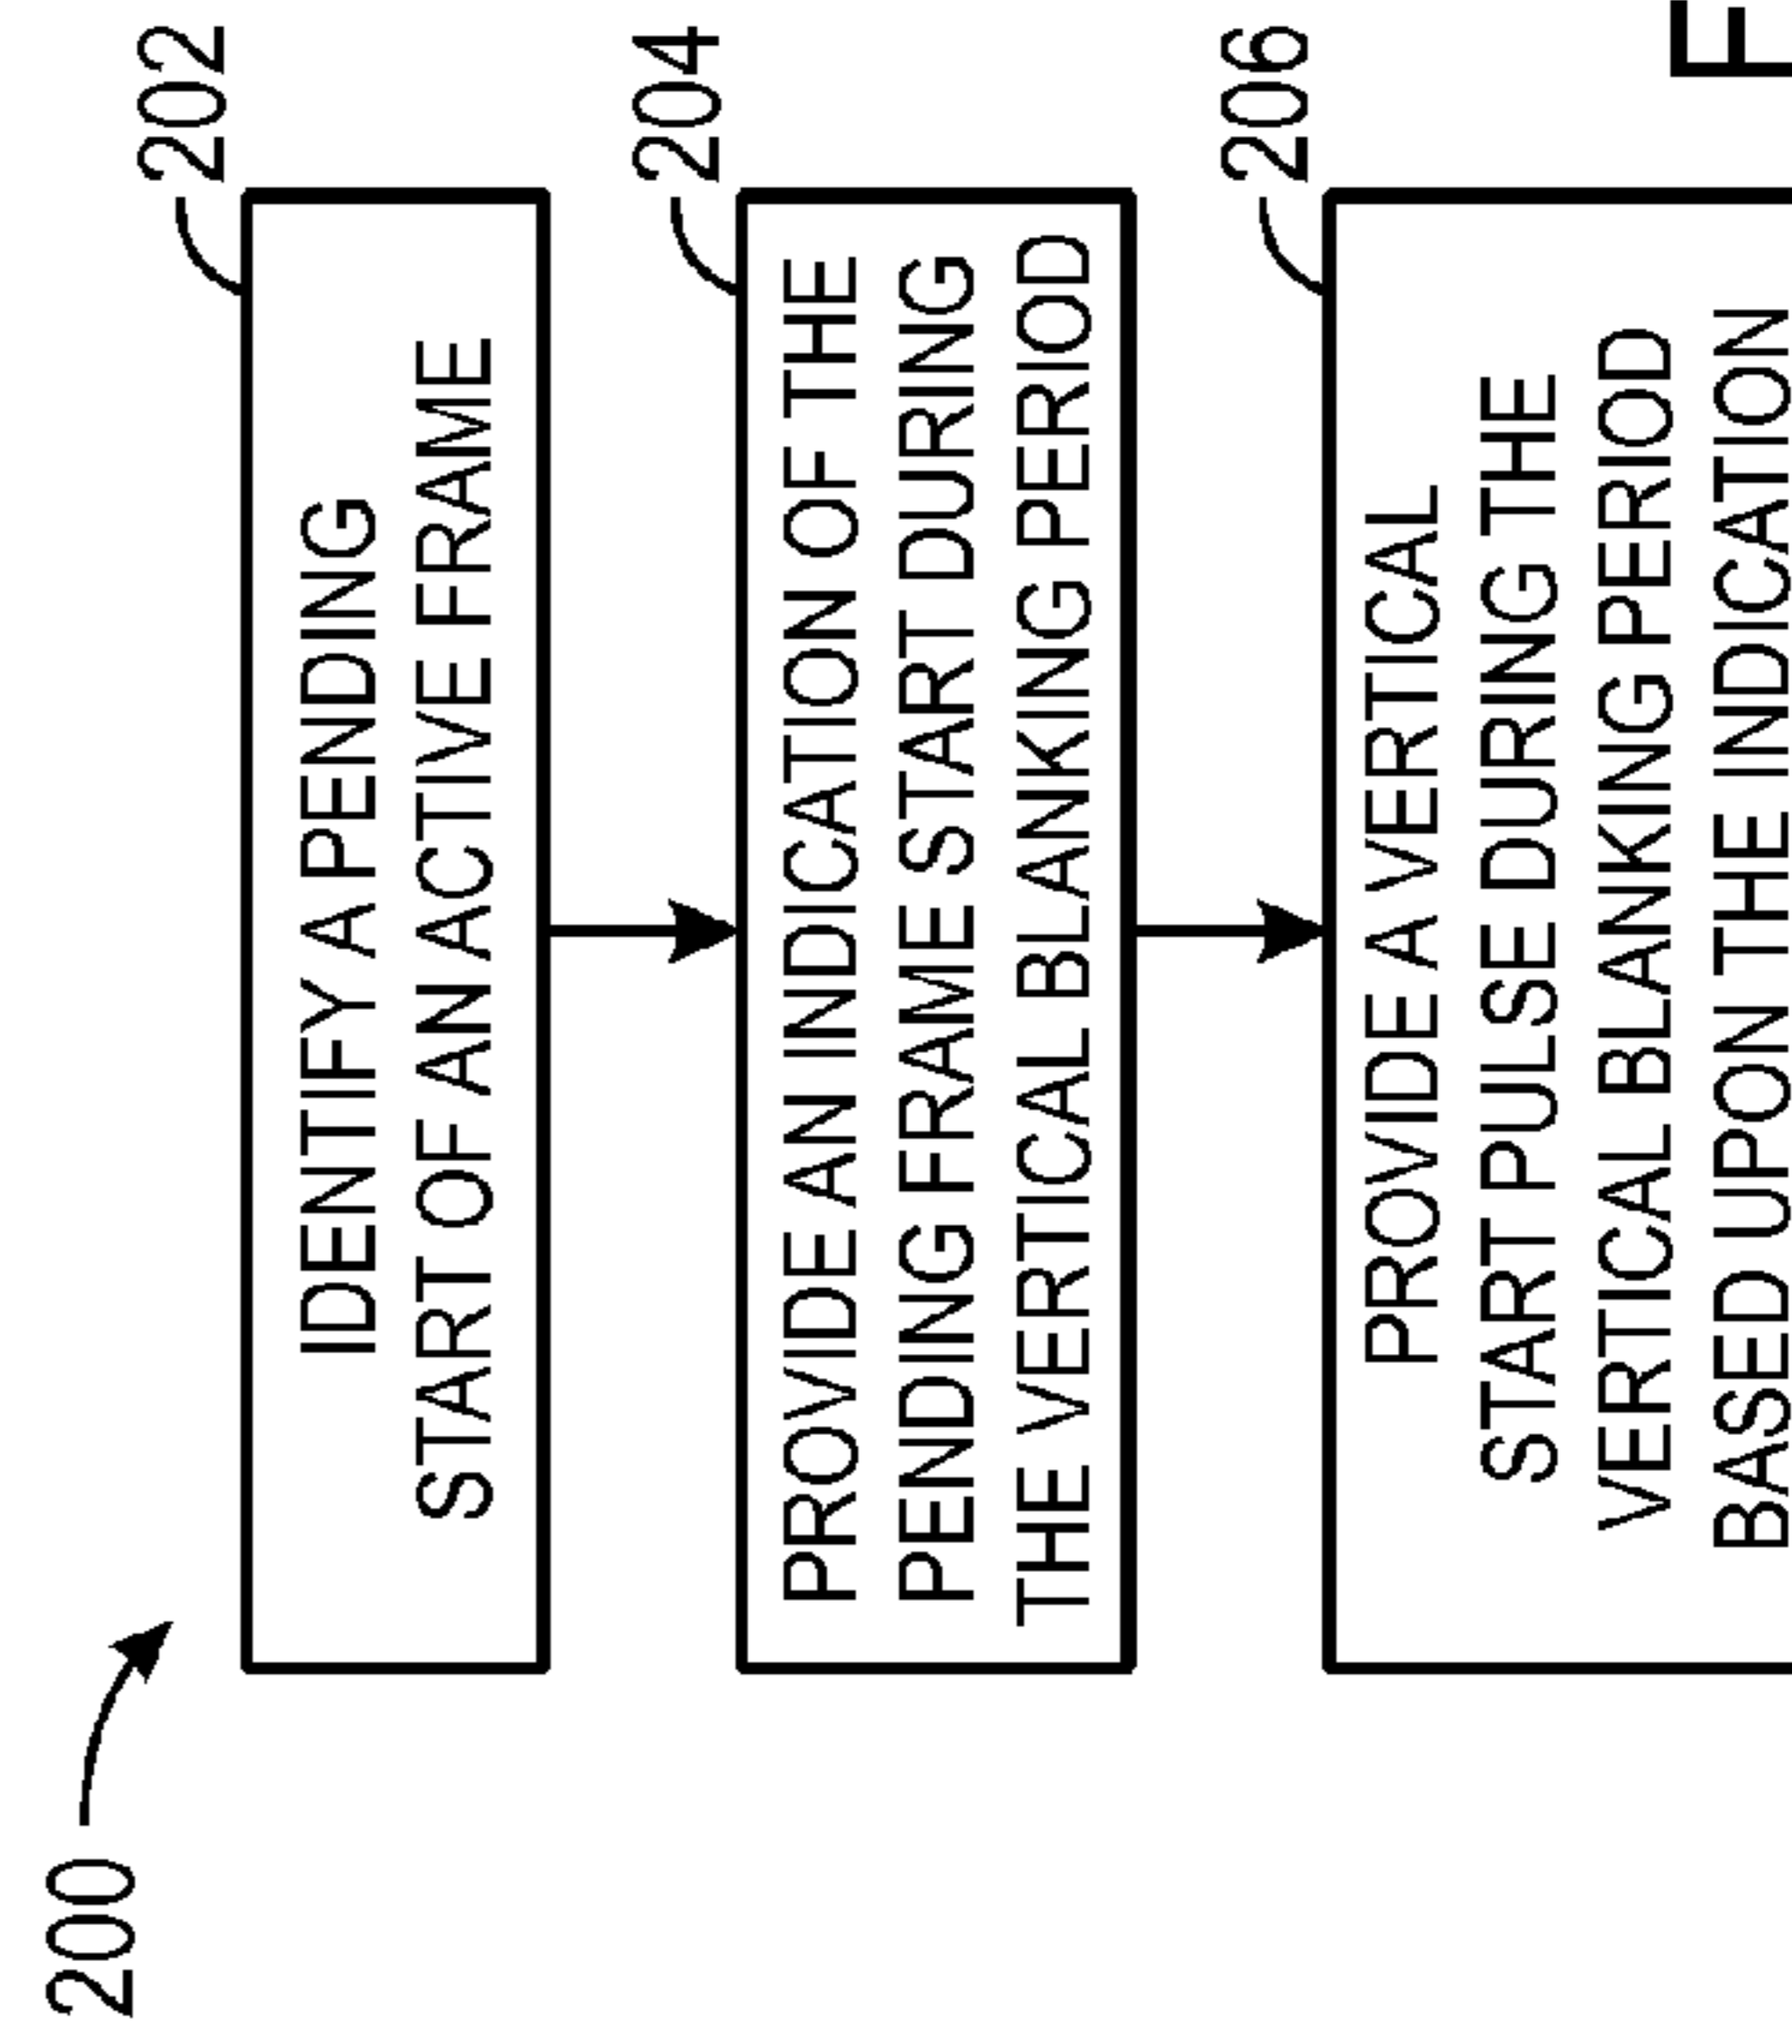 200
202
IDENTIFY A PENDING
START OF AN ACTIVE FRAME
204
PROVIDE AN INDICATION OF THE
PENDING FRAME START DURING
THE VERTICAL BLANKING PERIOD
206
PROVIDE A VERTICAL
START PULSE DURING THE
VERTICAL BLANKING PERIOD
BASED UPON THE INDICATION